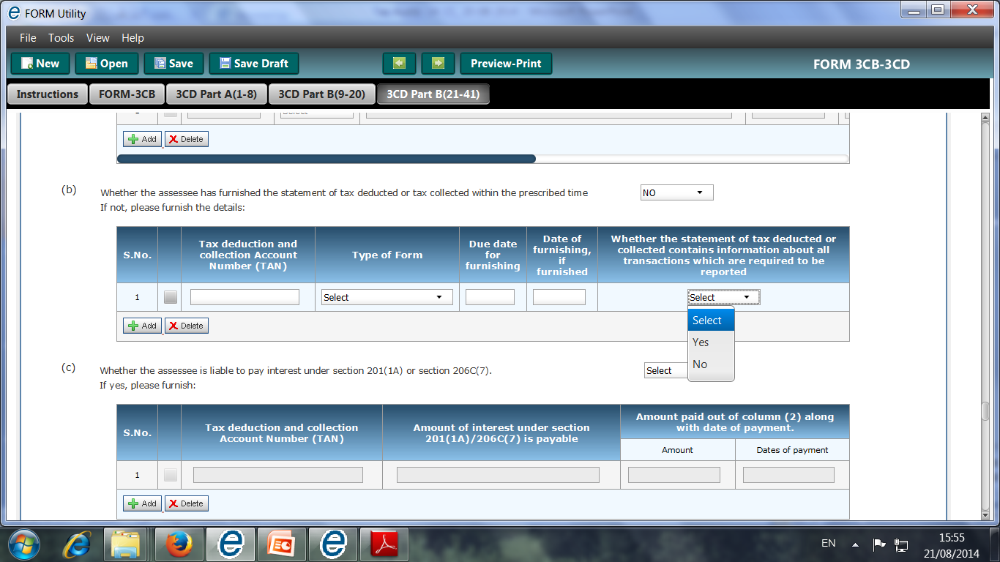 FORM Utility
File Tools View Help
New Open Save Save Draft Preview-Print FORM 3CB-3CD
Instructions FORM-3CB 3CD Part A(1-8) 3CD Part B(9-20) 3CD Part B(21-41)
Add Delete
(b) Whether the assessee has furnished the statement of tax deducted or tax collected within the prescribed time NO
If not, please furnish the details:
S.No.
Tax deduction and
collection Account
Number (TAN)
Type of Form
Due date
for
furnishing
Date of
furnishing,
if
furnished
Whether the statement of tax deducted or
collected contains information about all
transactions which are required to be
reported
1 Select Select
Select
Yes
No
Add Delete
(c) Whether the assessee is liable to pay interest under section 201(1A) or section 206C(7). Select
If yes, please furnish:
S.No.
Tax deduction and collection
Account Number (TAN)
Amount of interest under section
201(1A)/206C(7) is payable
Amount paid out of column (2) along
with date of payment.
Amount Dates of payment
1
Add Delete
EN
15:55
21/08/2014